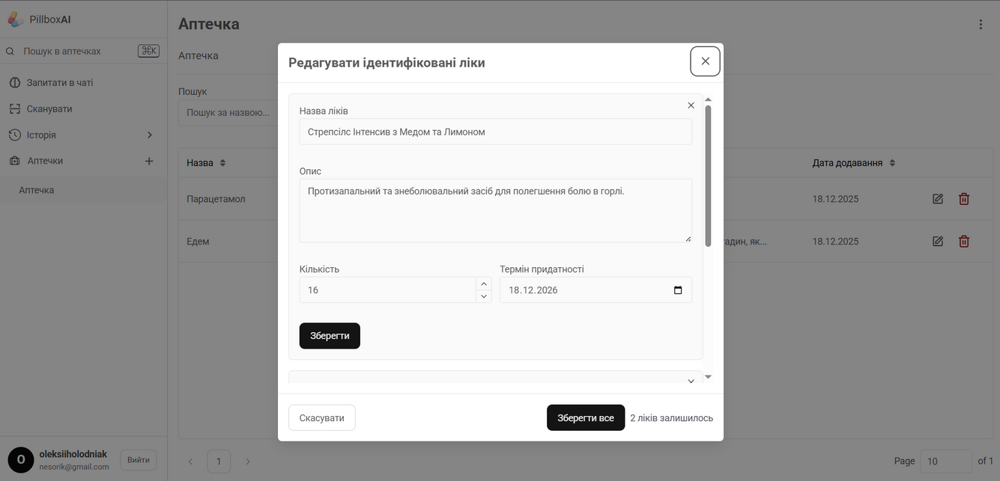 PillboxAI
Пошук в аптечках
⌘K
Запитати в чаті
Сканувати
Історія
Аптечки
Аптечка
O
oleksiiholodniak
nesorik@gmail.com
Вийти
Аптечка
Аптечка
Пошук
Пошук за назвою...
Назва
Дата додавання
Парацетамол
18.12.2025
Едем
гадин, як...
18.12.2025
1
Page
10
of 1
Редагувати ідентифіковані ліки
Назва ліків
Стрепсілс Інтенсив з Медом та Лимоном
Опис
Протизапальний та знеболювальний засіб для полегшення болю в горлі.
Кількість
Термін придатності
16
18.12.2026
Зберегти
Скасувати
Зберегти все
2 ліків залишилось